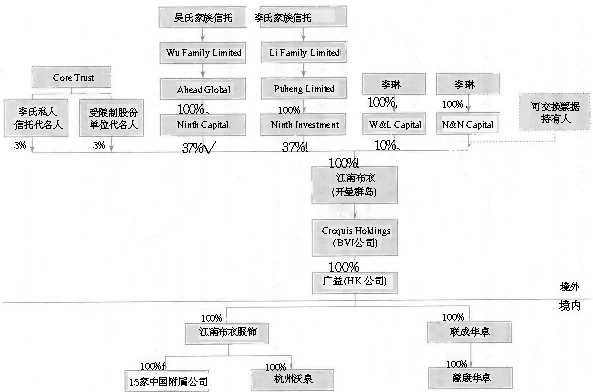 吴氏家族信托
李氏家族信托
Wu Family Limited
Li Family Limited
Core Trust
Ahead Global
Puheng Limited
李琳
李琳
李氏私人
信托代名人
受限制股份
单位代名人
100%
100%
100%
100%
可交换票据
持有人
Ninth Capital
Ninth Investment
W&L Capital
N&N Capital
3%
3%
37%
37%
10%
100%
江南布衣
(开曼群岛)
Croquis Holdings
(BVI公司)
100%
广益(HK 公司)
境外
境内
100%
100%
江南布衣服饰
联成华卓
100%
100%
100%
15家中国附属公司
杭州沃泉
华卓